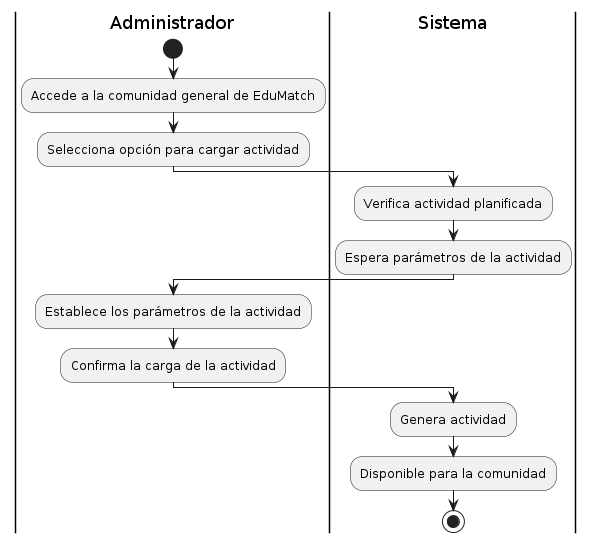 Administrador
Sistema
Accede a la comunidad general de EduMatch
Selecciona opción para cargar actividad
Verifica actividad planificada
Espera parámetros de la actividad
Establece los parámetros de la actividad
Confirma la carga de la actividad
Genera actividad
Disponible para la comunidad